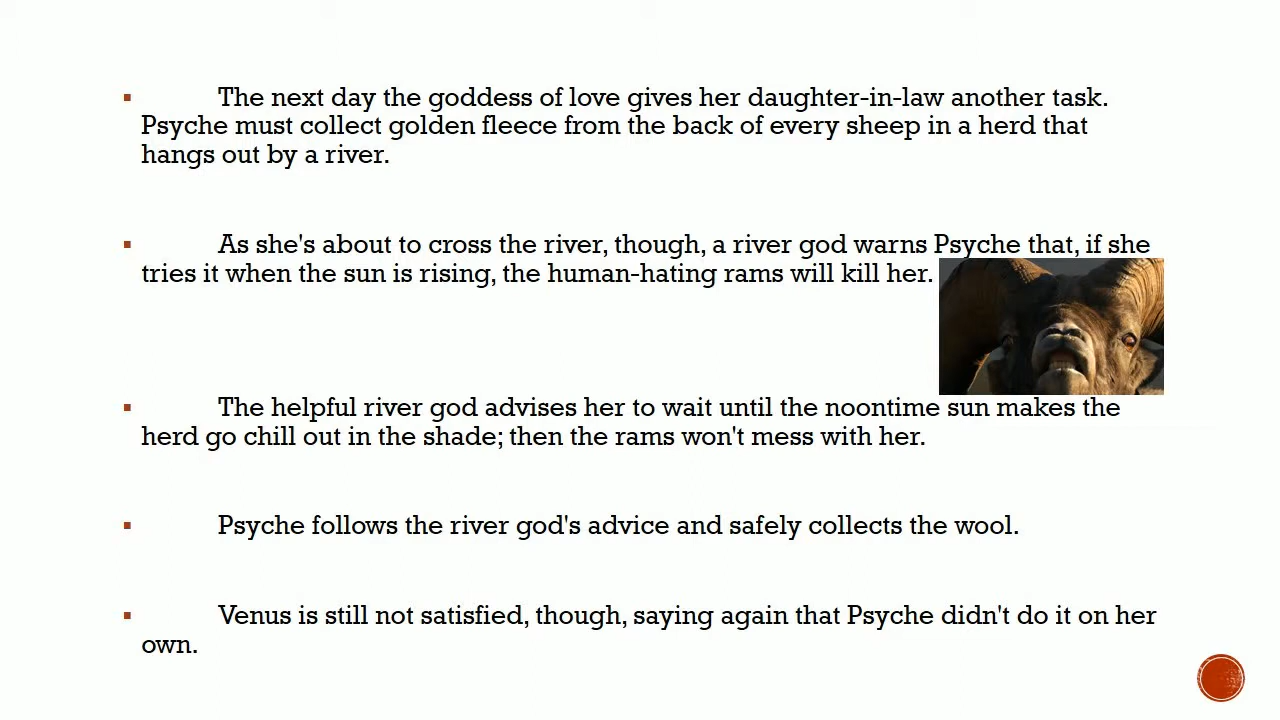 The next day the goddess of love gives her daughter-in-law another task.
Psyche must collect golden fleece from the back of every sheep in a herd that
hangs out by a river.
As she's about to cross the river, though, a river god warns Psyche that, if she
tries it when the sun is rising, the human-hating rams will kill her.
The helpful river god advises her to wait until the noontime sun makes the
herd go chill out in the shade; then the rams won't mess with her.
Psyche follows the river god's advice and safely collects the wool.
Venus is still not satisfied, though, saying again that Psyche didn't do it on her
own.